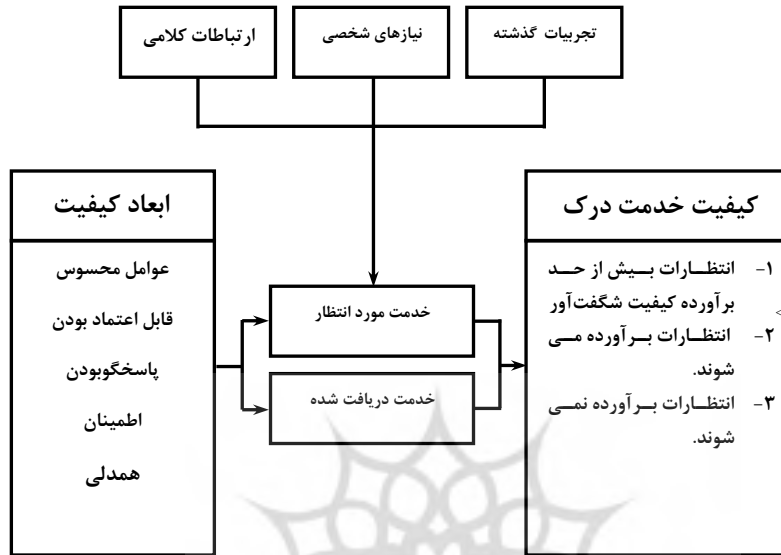 تجربیات گذشته
نیازهای شخصی
ارتباطات کلامی
کیفیت خدمت درک
۱- انتظارات بیش از حد
برآورده کیفیت شگفت‌آور
۲- انتظارات برآورده می
شوند.
۳- انتظارات برآورده نمی
شوند.
خدمت مورد انتظار
خدمت دریافت شده
ابعاد کیفیت
عوامل محسوس
قابل اعتماد بودن
پاسخگوبودن
اطمینان
همدلی